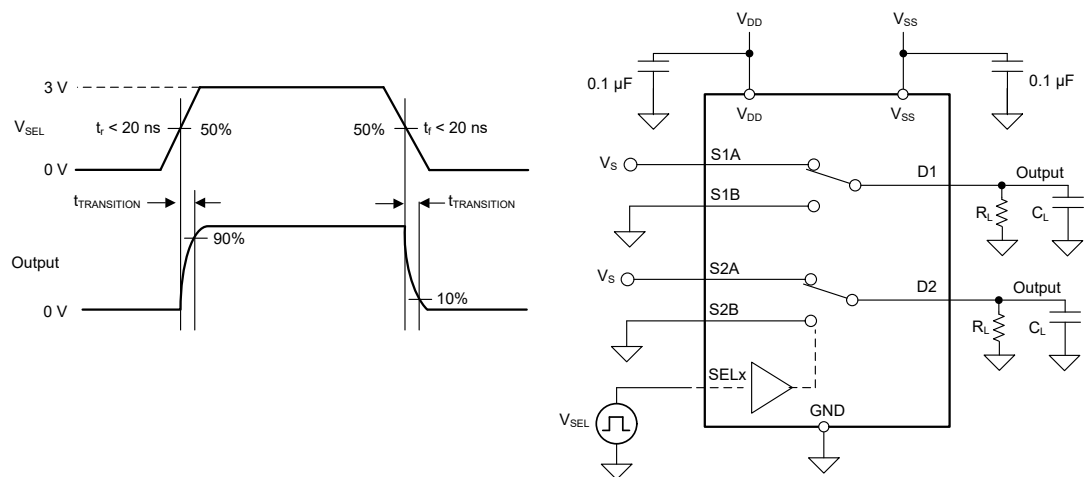 3 V
V_SEL
t_r < 20 ns
50%
50%
t_f < 20 ns
0 V
t_TRANSITION
t_TRANSITION
90%
Output
10%
0 V
V_DD
V_SS
0.1 µF
0.1 µF
V_DD
V_SS
V_S
S1A
D1
Output
S1B
R_L
C_L
V_S
S2A
D2
Output
S2B
R_L
C_L
SELx
V_SEL
GND